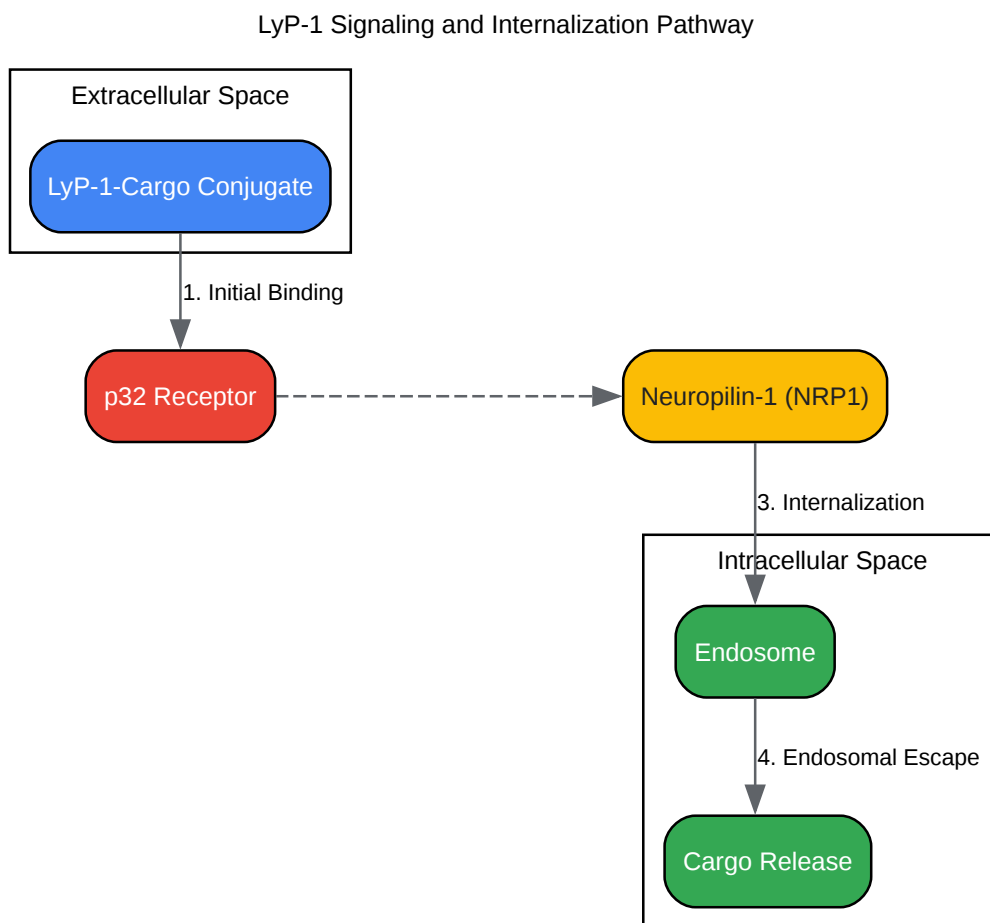 LyP-1 Signaling and Internalization Pathway
Extracellular Space
LyP-1-Cargo Conjugate
1. Initial Binding
p32 Receptor
Neuropilin-1 (NRP1)
3. Internalization
Intracellular Space
Endosome
4. Endosomal Escape
Cargo Release